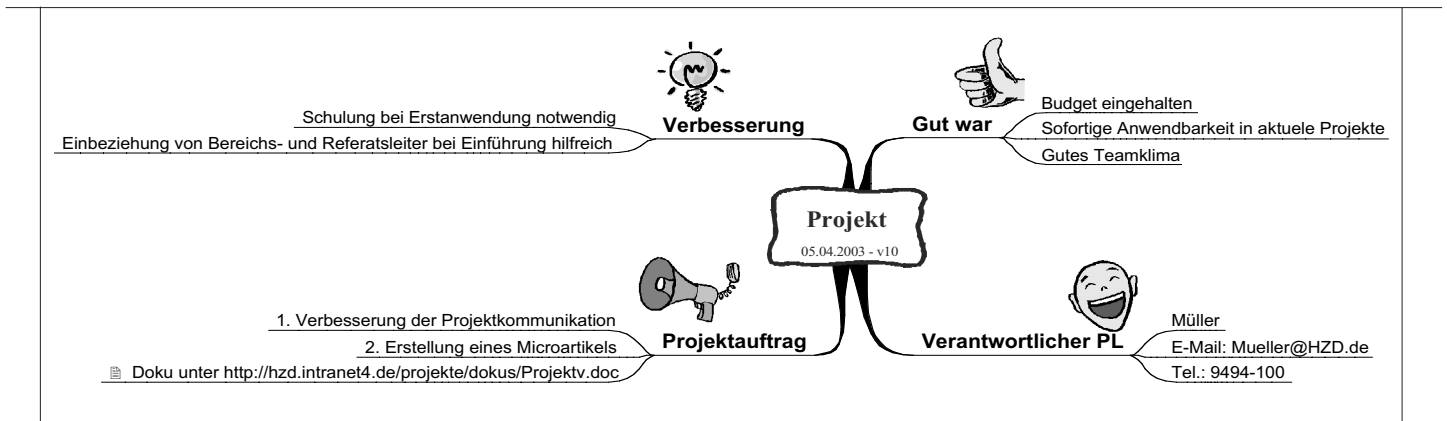 Verbesserung
Schulung bei Erstanwendung notwendig
Einbeziehung von Bereichs- und Referatsleiter bei Einführung hilfreich
Gut war
Budget eingehalten
Sofortige Anwendbarkeit in aktuele Projekte
Gutes Teamklima
Projekt
05.04.2003 - v10
Projektauftrag
1. Verbesserung der Projektkommunikation
2. Erstellung eines Microartikels
Doku unter http://hzd.intranet4.de/projekte/dokus/Projektv.doc
Verantwortlicher PL
Müller
E-Mail: Mueller@HZD.de
Tel.: 9494-100